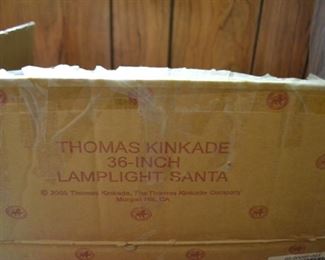 THOMAS KINKADE
36-INCH
LAMPLIGHT SANTA
© 2005 Thomas Kinkade, The Thomas Kinkade Company
Morgan Hill, CA